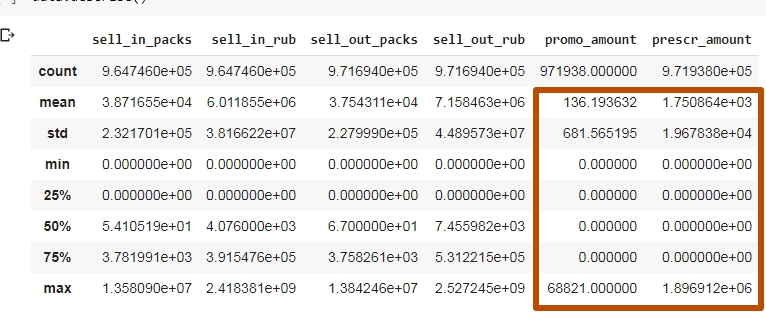 sell_in_packs sell_in_rub sell_out_packs sell_out_rub promo_amount prescr_amount
count 9.647460e+05 9.647460e+05 9.716940e+05 9.716940e+05 971938.000000 9.719380e+05
mean 3.871655e+04 6.011855e+06 3.754311e+04 7.158463e+06 136.193632 1.750864e+03
std 2.321701e+05 3.816622e+07 2.279990e+05 4.489573e+07 681.565195 1.967838e+04
min 0.000000e+00 0.000000e+00 0.000000e+00 0.000000e+00 0.000000 0.000000e+00
25% 0.000000e+00 0.000000e+00 0.000000e+00 0.000000e+00 0.000000 0.000000e+00
50% 5.410519e+01 4.076000e+03 6.700000e+01 7.455982e+03 0.000000 0.000000e+00
75% 3.781991e+03 3.915476e+05 3.758261e+03 5.312215e+05 0.000000 0.000000e+00
max 1.358090e+07 2.418381e+09 1.384246e+07 2.527245e+09 68821.000000 1.896912e+06